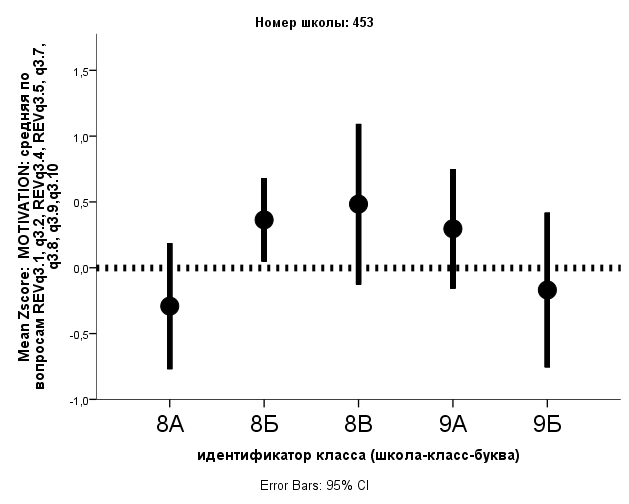 Номер школы: 453
Mean Zscore:  MOTIVATION: средняя по
вопросам REVq3.1, q3.2, REVq3.4, REVq3.5, q3.7,
q3.8, q3.9,q3.10
1,5
1,0
0,5
0,0
-0,5
-1,0
8А
8Б
8В
9А
9Б
идентификатор класса (школа-класс-буква)
Error Bars: 95% CI